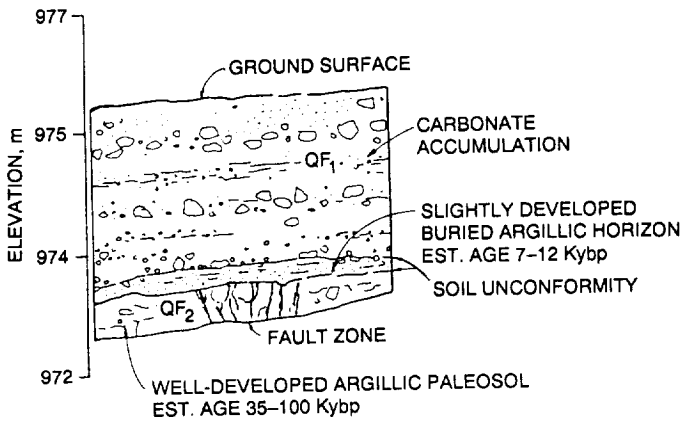 977
GROUND SURFACE
975
ELEVATION, m
QF1
CARBONATE
ACCUMULATION
SLIGHTLY DEVELOPED
BURIED ARGILLIC HORIZON
EST. AGE 7–12 Kybp
974
SOIL UNCONFORMITY
QF2
FAULT ZONE
972
WELL-DEVELOPED ARGILLIC PALEOSOL
EST. AGE 35–100 Kybp